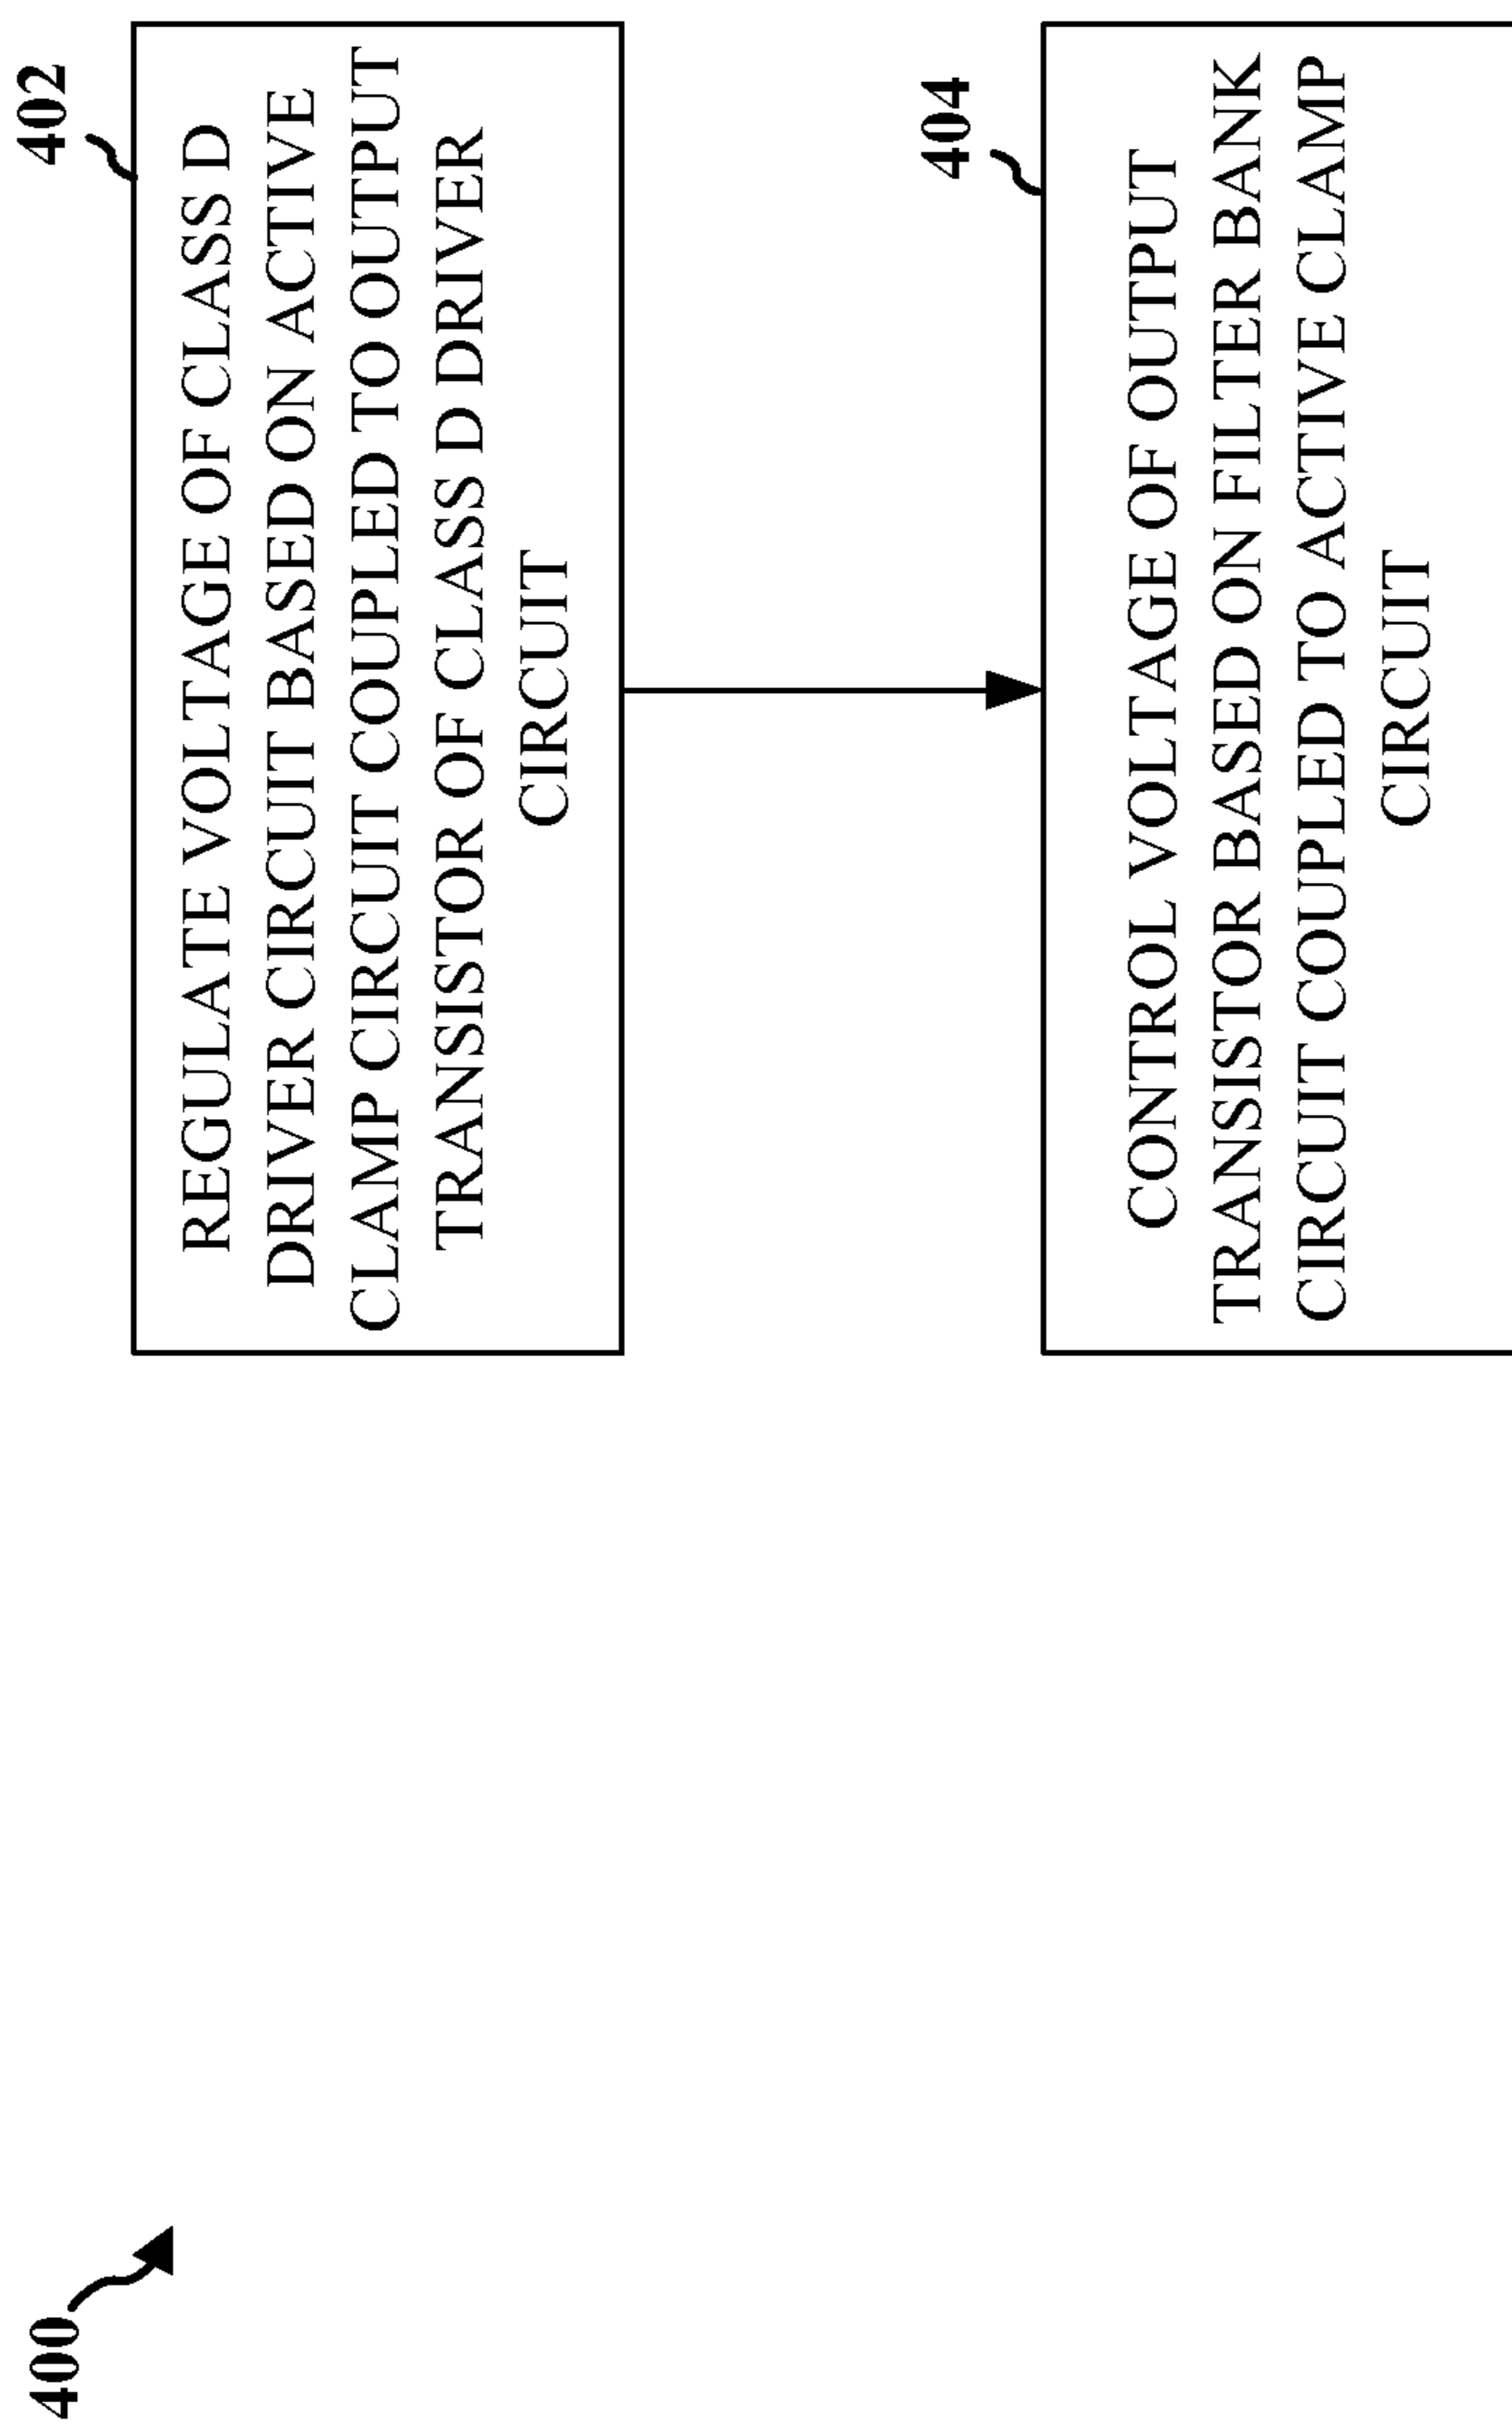 400
402
REGULATE VOLTAGE OF CLASS D
DRIVER CIRCUIT BASED ON ACTIVE
CLAMP CIRCUIT COUPLED TO OUTPUT
TRANSISTOR OF CLASS D DRIVER
CIRCUIT
404
CONTROL VOLTAGE OF OUTPUT
TRANSISTOR BASED ON FILTER BANK
CIRCUIT COUPLED TO ACTIVE CLAMP
CIRCUIT